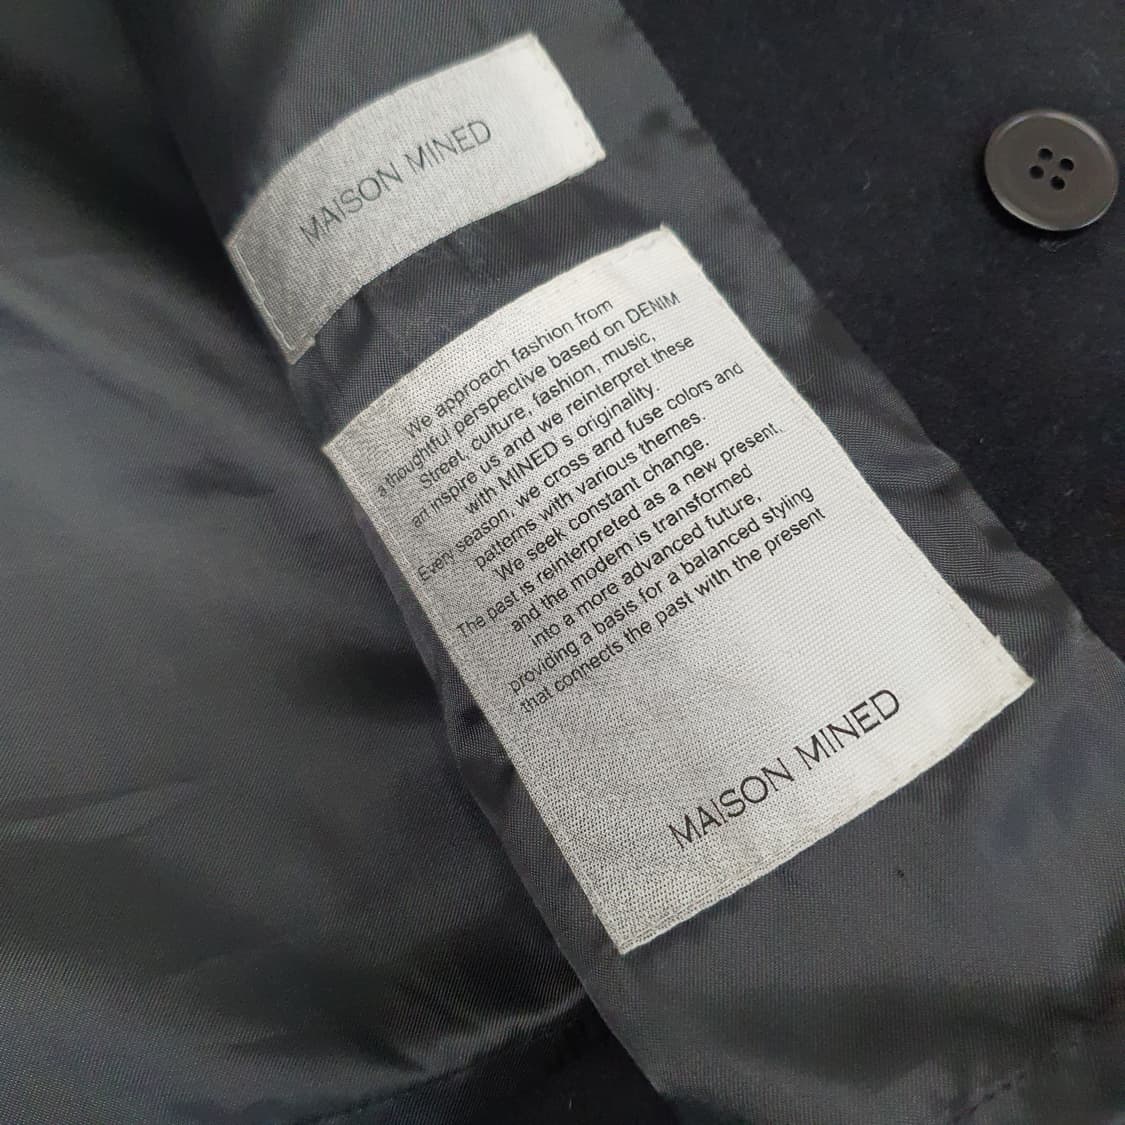 MAISON MINED
We approach fashion from
a thoughtful perspective based on DENIM
Street, culture, fashion, music,
art inspire us and we reinterpret these
with MINED s originality.
Every season, we cross and fuse colors and
patterns with various themes.
We seek constant change.
The past is reinterpreted as a new present,
and the modern is transformed
into a more advanced future,
providing a basis for a balanced styling
that connects the past with the present
MAISON MINED